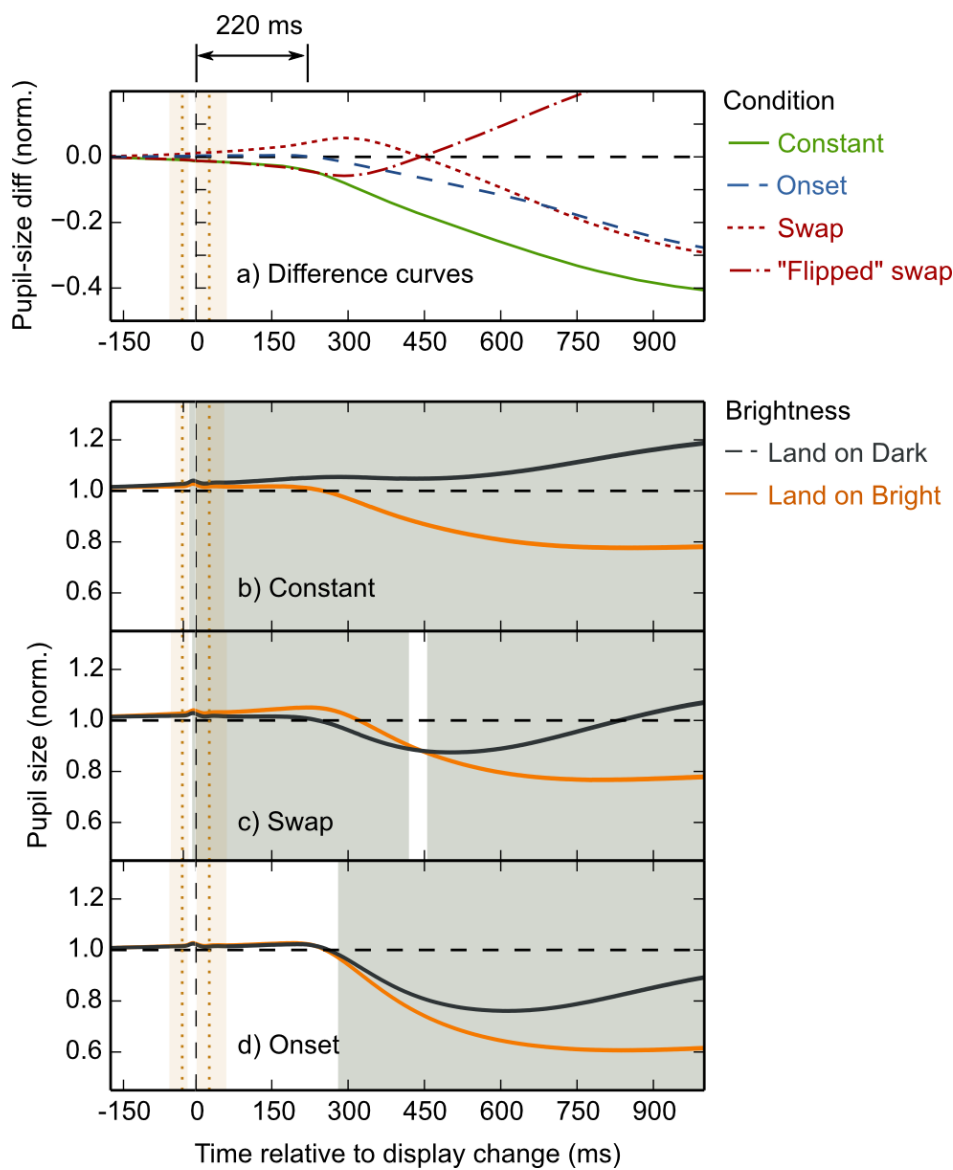 220 ms
Pupil-size diff (norm.)
0.0
−0.2
−0.4
a) Difference curves
-150 0 150 300 450 600 750 900
Condition
Constant
Onset
Swap
"Flipped" swap
Brightness
Land on Dark
Land on Bright
Pupil size (norm.)
1.2
1.0
0.8
0.6
b) Constant
1.2
1.0
0.8
0.6
c) Swap
1.2
1.0
0.8
0.6
d) Onset
-150 0 150 300 450 600 750 900
Time relative to display change (ms)